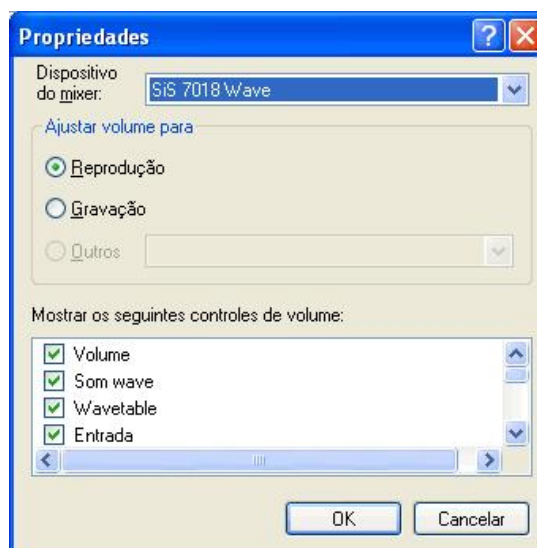 Propriedades
Dispositivo
do mixer:
SiS 7018 Wave
Ajustar volume para
Reprodução
Gravação
Outros
Mostrar os seguintes controles de volume:
Volume
Som wave
Wavetable
Entrada
OK Cancelar